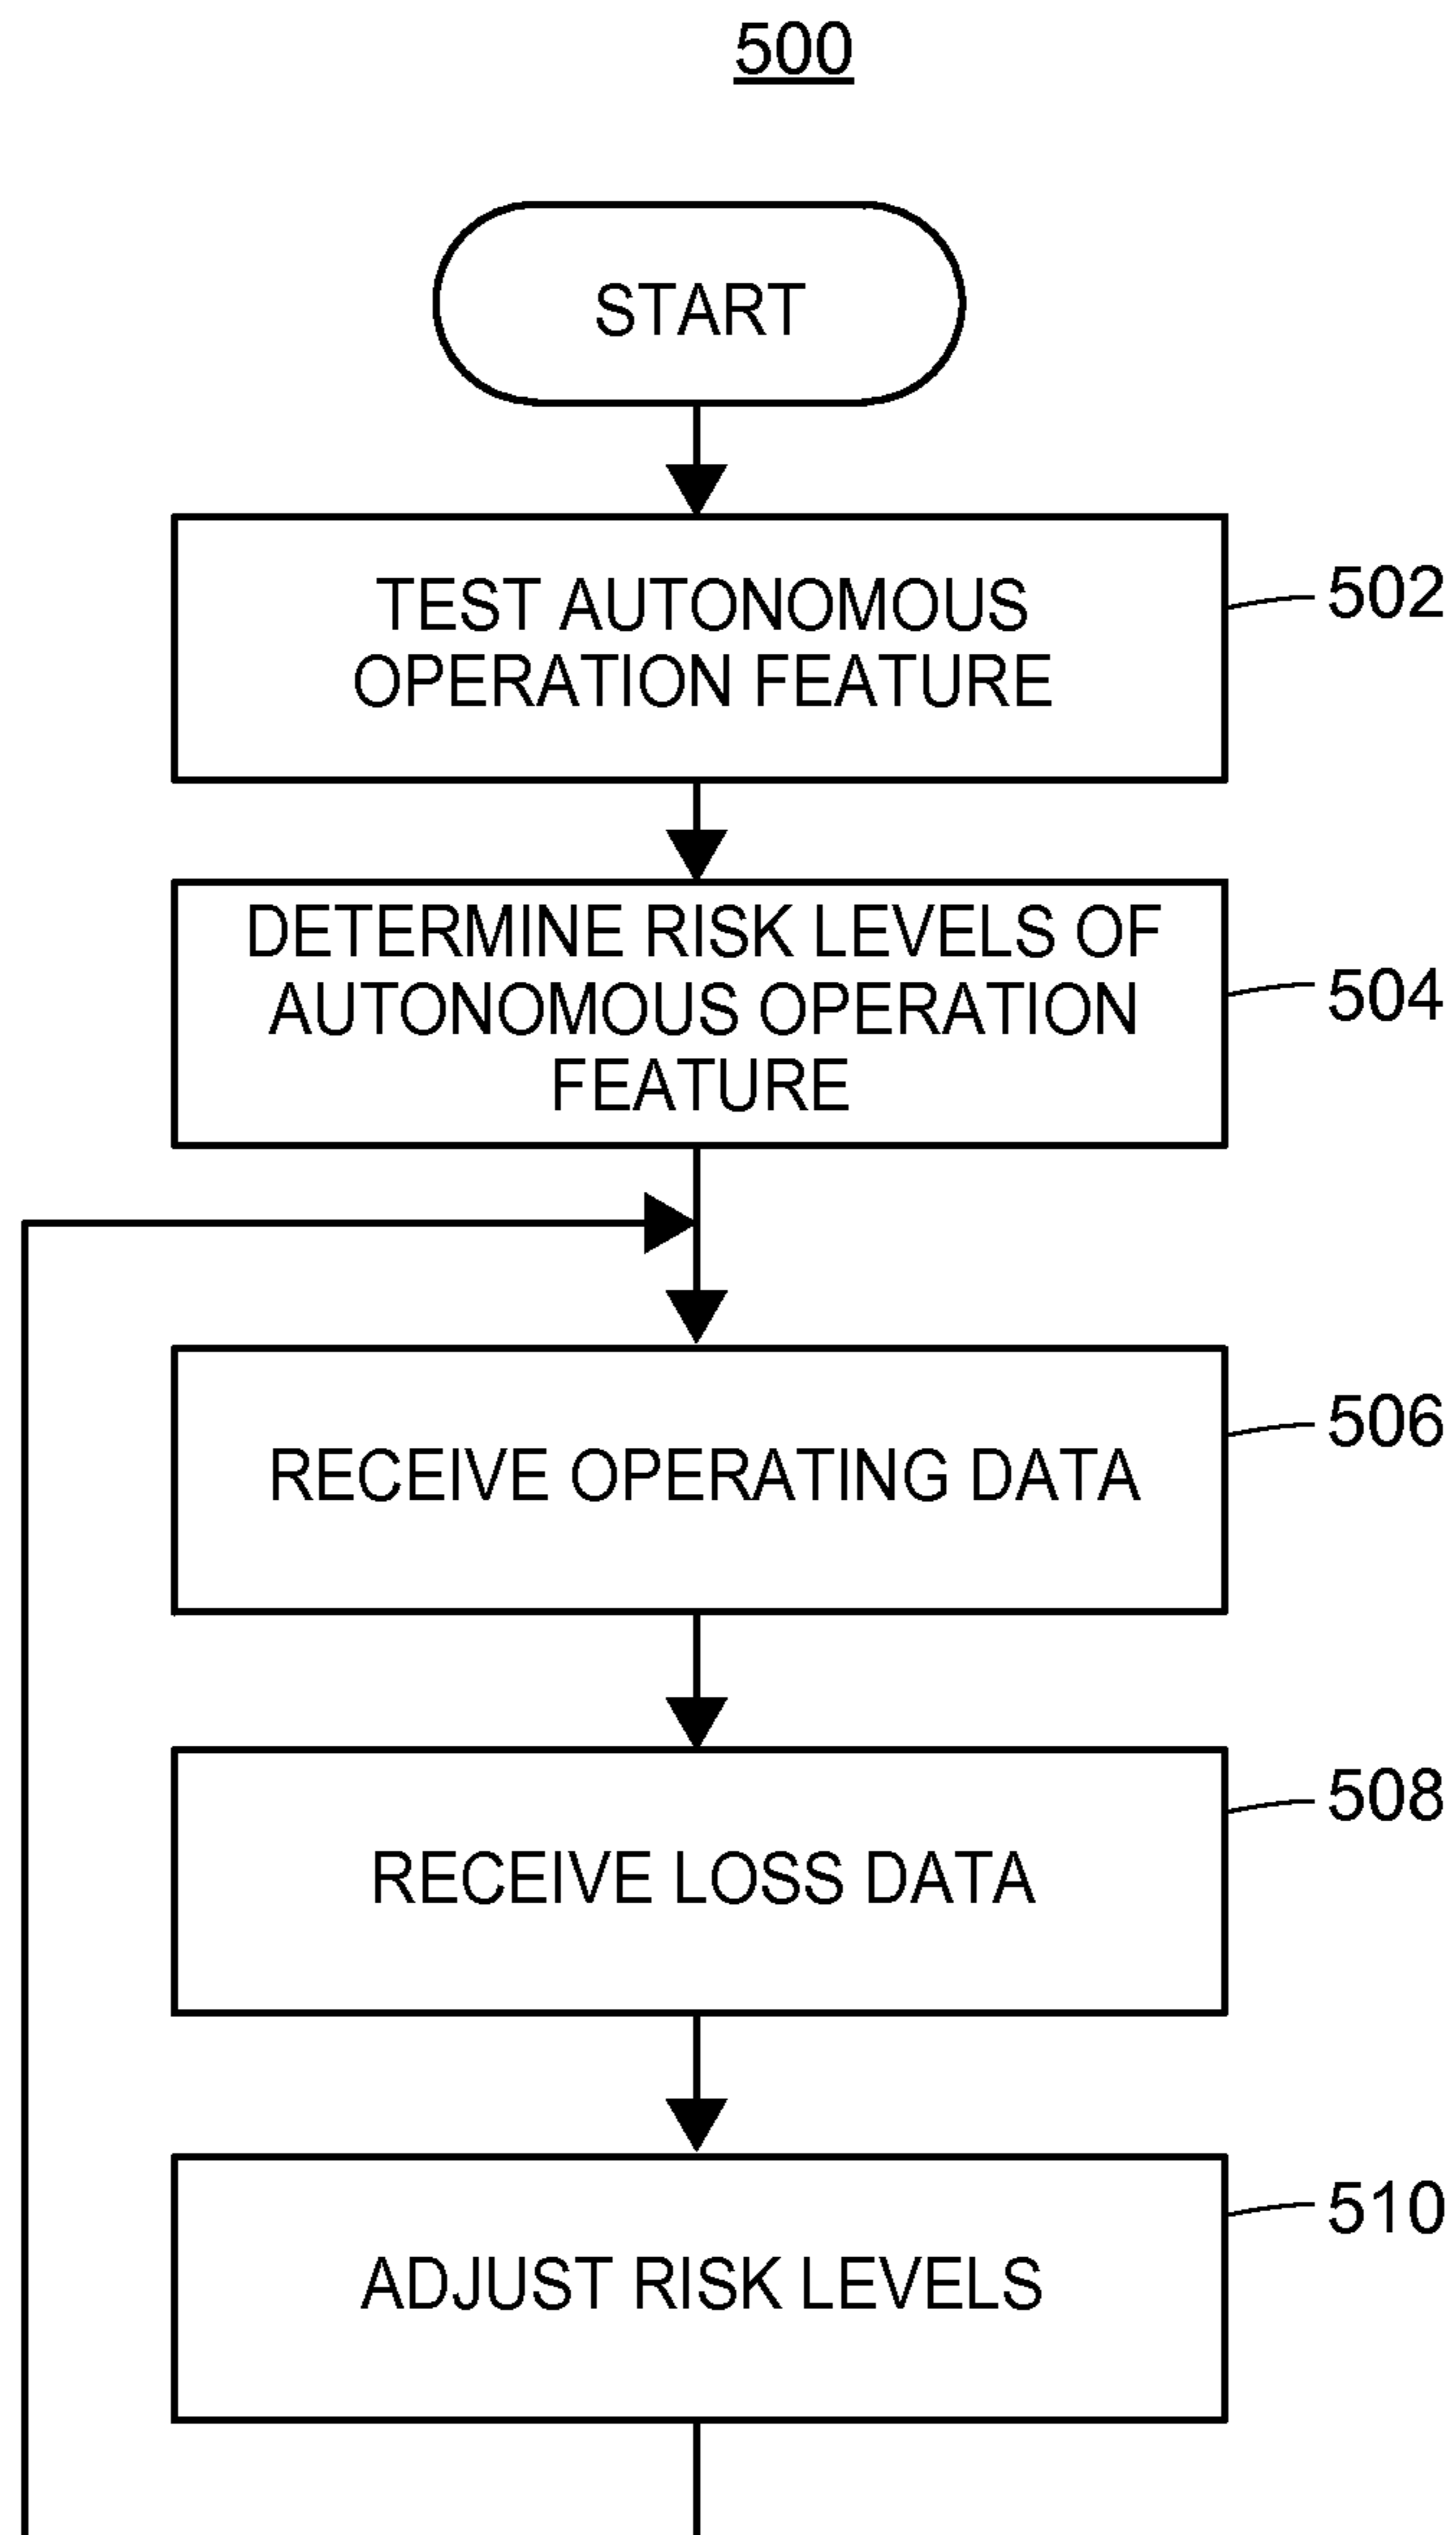 500
START
TEST AUTONOMOUS
OPERATION FEATURE
502
DETERMINE RISK LEVELS OF
AUTONOMOUS OPERATION
FEATURE
504
RECEIVE OPERATING DATA
506
RECEIVE LOSS DATA
508
ADJUST RISK LEVELS
510